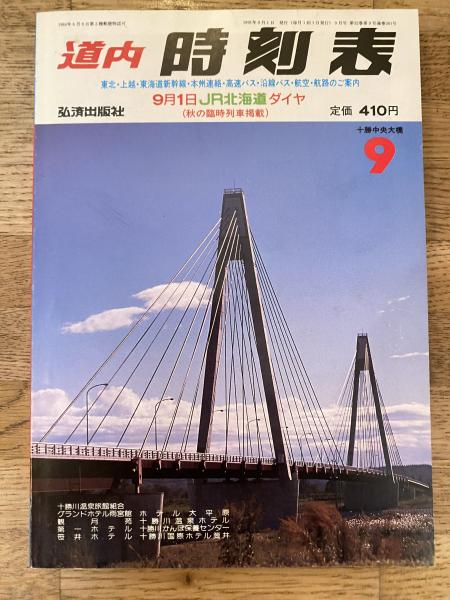 道内 時刻表
東北・上越・東海道新幹線・本州連絡・高速バス・沿線バス・航空・航路のご案内
弘済出版社
9月1日JR北海道ダイヤ
(秋の臨時列車掲載)
定価 410円
十勝中央大橋
9
十勝川温泉旅館組合
グランドホテル雨宮館 ホテル大平原
観月苑 十勝川温泉ホテル
第一ホテル 十勝川かんぽ保養センター
笹井ホテル 十勝川国際ホテル筒井